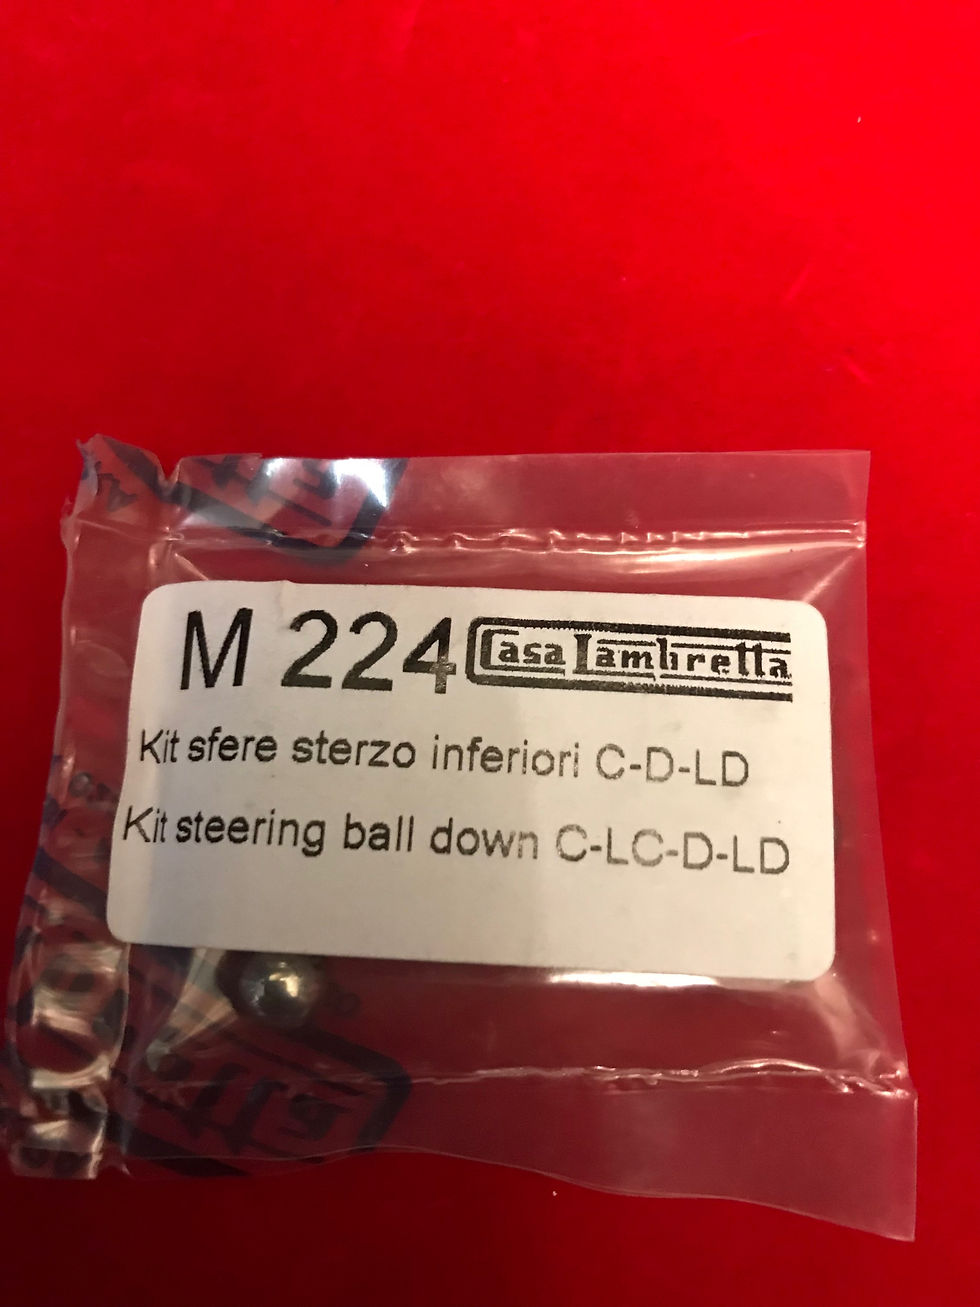 M 224 Casa Lambretta
Kit sfere sterzo inferiori C-D-LD
Kit steering ball down C-LC-D-LD